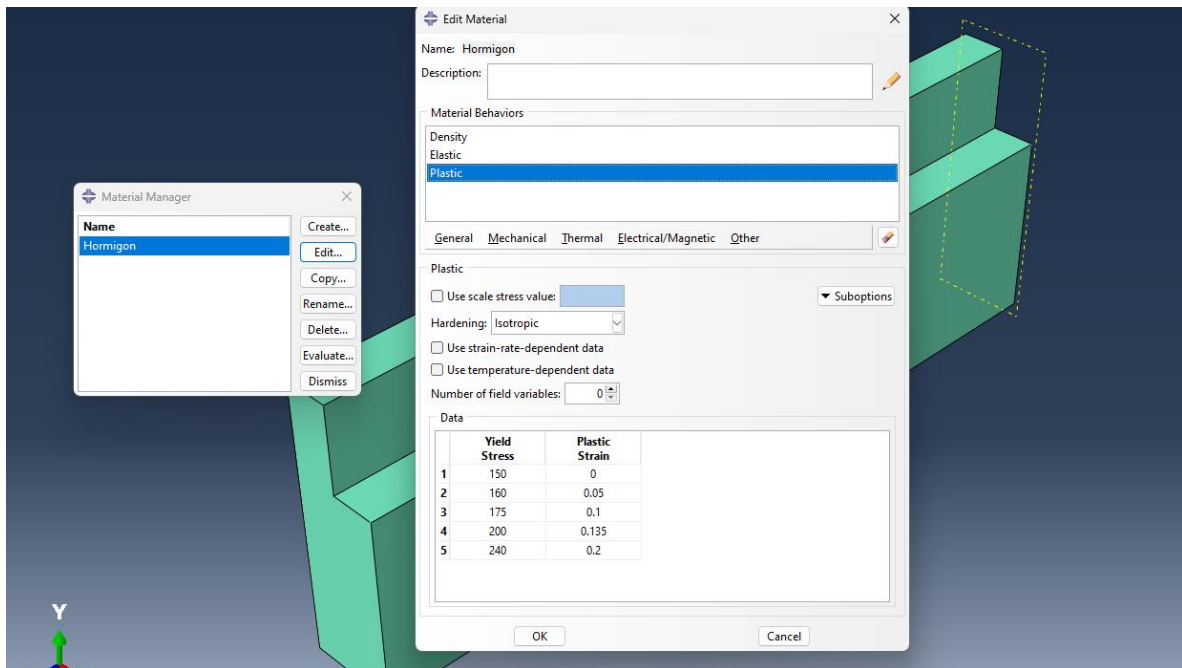 Edit Material
Name: Hormigon
Description:
Material Behaviors
Density
Elastic
Plastic
General Mechanical Thermal Electrical/Magnetic Other
Plastic
Use scale stress value:
Suboptions
Hardening: Isotropic
Use strain-rate-dependent data
Use temperature-dependent data
Number of field variables: 0
Data
Yield Stress Plastic Strain
1 150 0
2 160 0.05
3 175 0.1
4 200 0.135
5 240 0.2
OK Cancel
Material Manager
Name
Hormigon
Create...
Edit...
Copy...
Rename...
Delete...
Evaluate...
Dismiss
Y